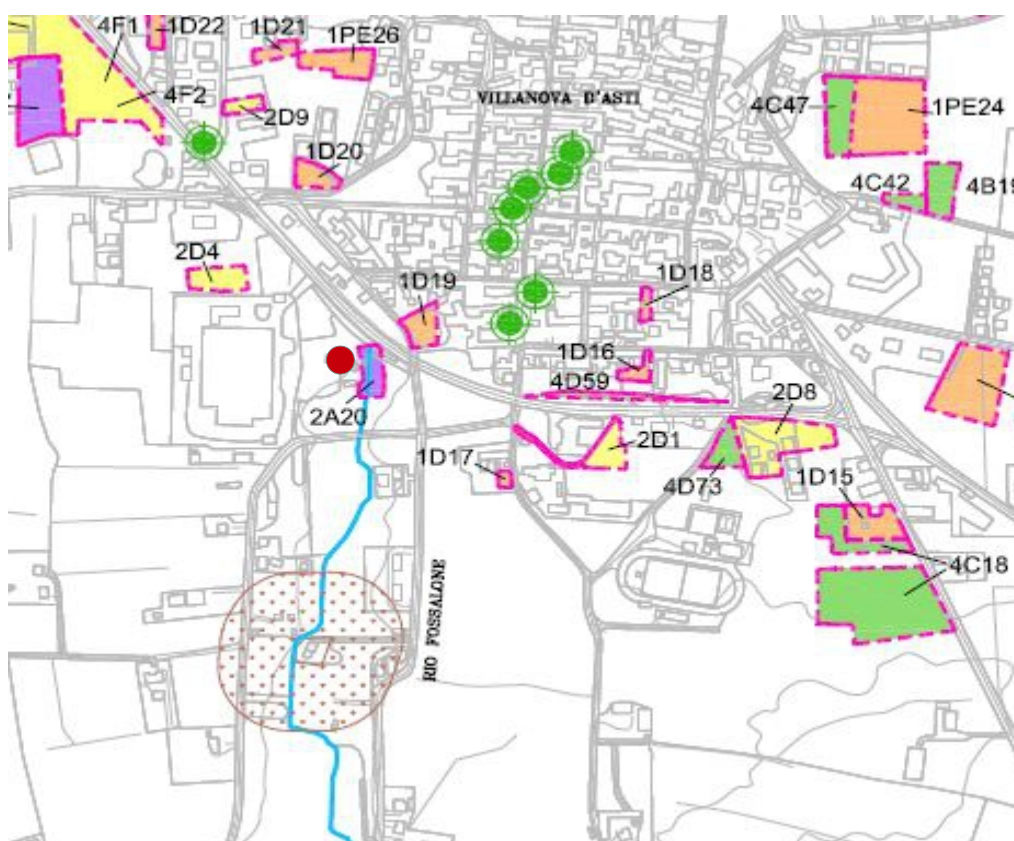 4F1
1D22
1D21
1PE26
4F2
2D9
VILLANOVA D'ASTI
4C47
1PE24
1D20
4C42
4B19
2D4
1D19
1D18
1D16
4D59
2D8
2A20
2D1
1D17
4D73
1D15
4C18
RIO FOSSALONE